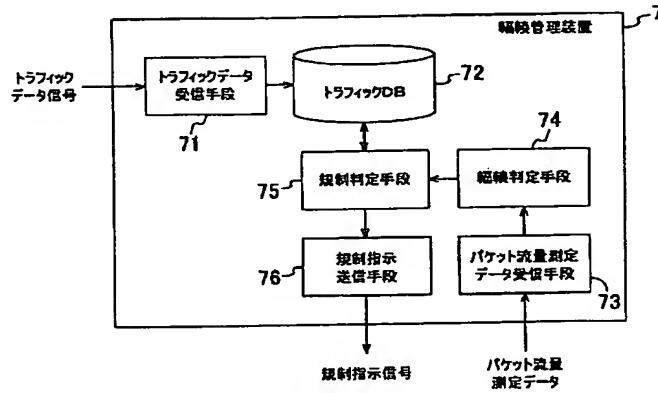 7
輻輳管理装置
トラフィック
データ信号
トラフィックデータ
受信手段
71
トラフィックDB
72
74
規制判定手段
75
輻輳判定手段
規制指示
送信手段
76
パケット流量測定
データ受信手段
73
規制指示信号
パケット流量
測定データ